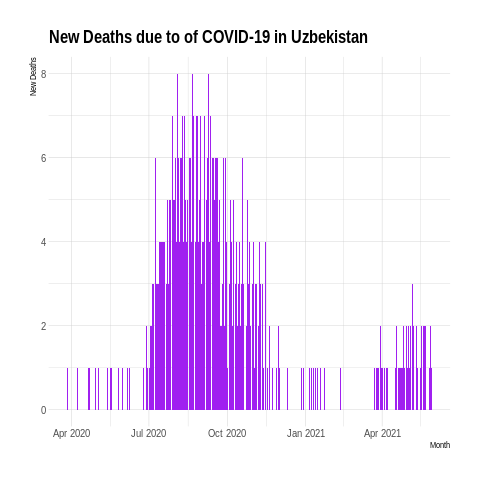 New Deaths due to of COVID-19 in Uzbekistan
New Deaths
8
6
4
2
0
Apr 2020 Jul 2020 Oct 2020 Jan 2021 Apr 2021
Month